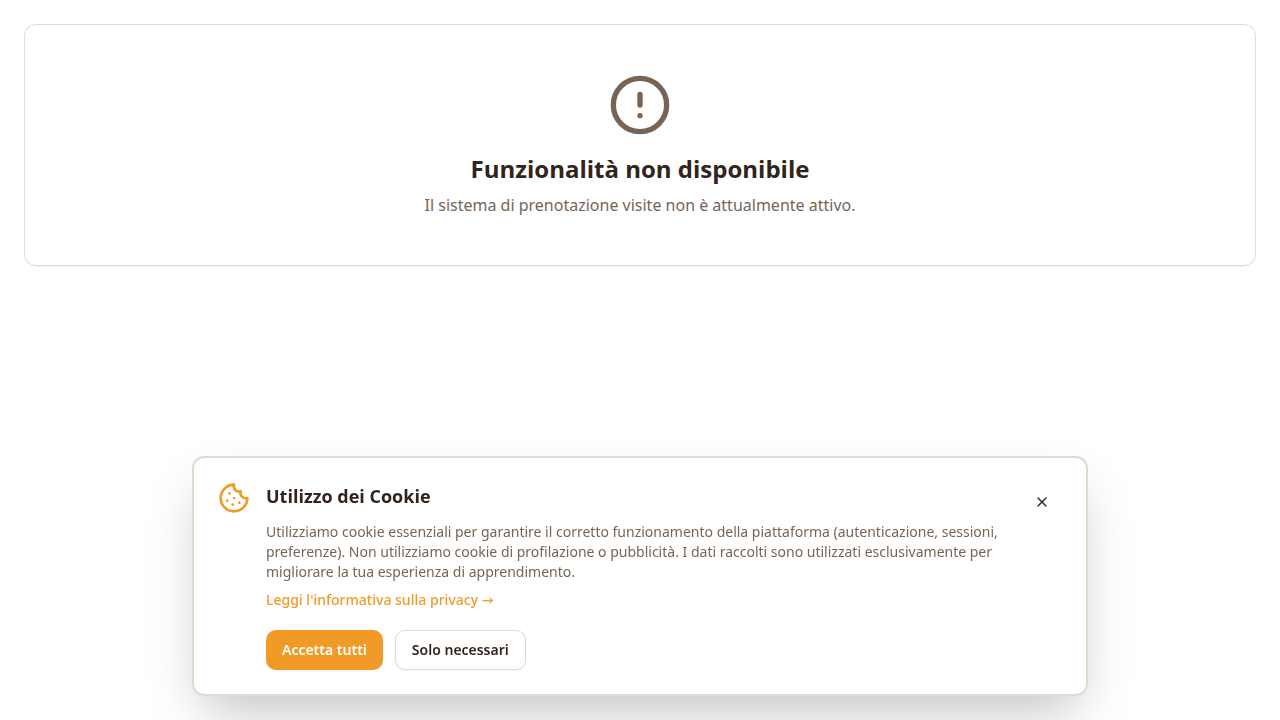 Funzionalità non disponibile
Il sistema di prenotazione visite non è attualmente attivo.
Utilizzo dei Cookie
Utilizziamo cookie essenziali per garantire il corretto funzionamento della piattaforma (autenticazione, sessioni,
preferenze). Non utilizziamo cookie di profilazione o pubblicità. I dati raccolti sono utilizzati esclusivamente per
migliorare la tua esperienza di apprendimento.
Leggi l'informativa sulla privacy →
Accetta tutti
Solo necessari